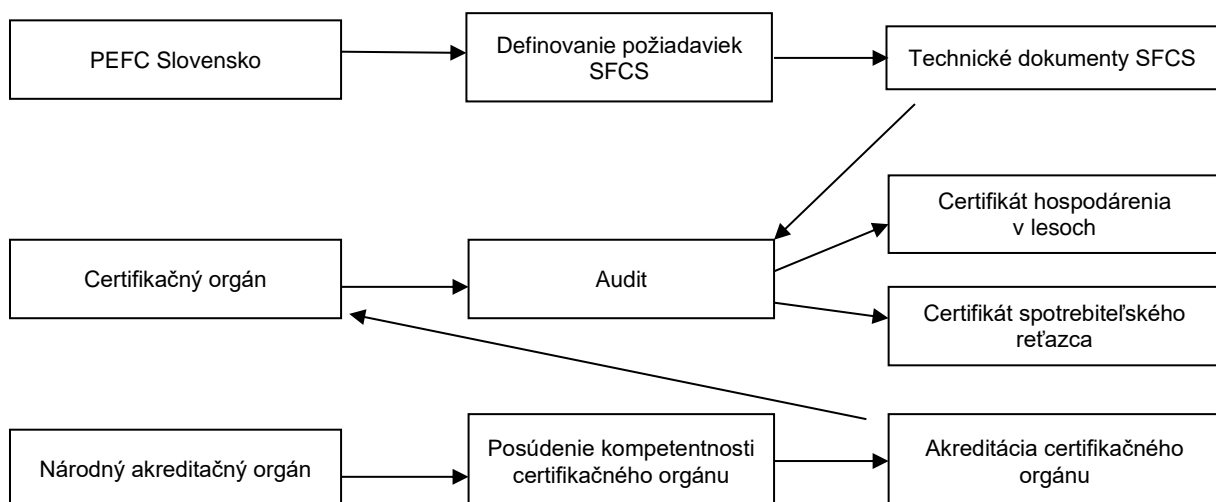 PEFC Slovensko
Definovanie požiadaviek
SFCS
Technické dokumenty SFCS
Certifikát hospodárenia
v lesoch
Certifikačný orgán
Audit
Certifikát spotrebiteľského
reťazca
Národný akreditačný orgán
Posúdenie kompetentnosti
certifikačného orgánu
Akreditácia certifikačného
orgánu